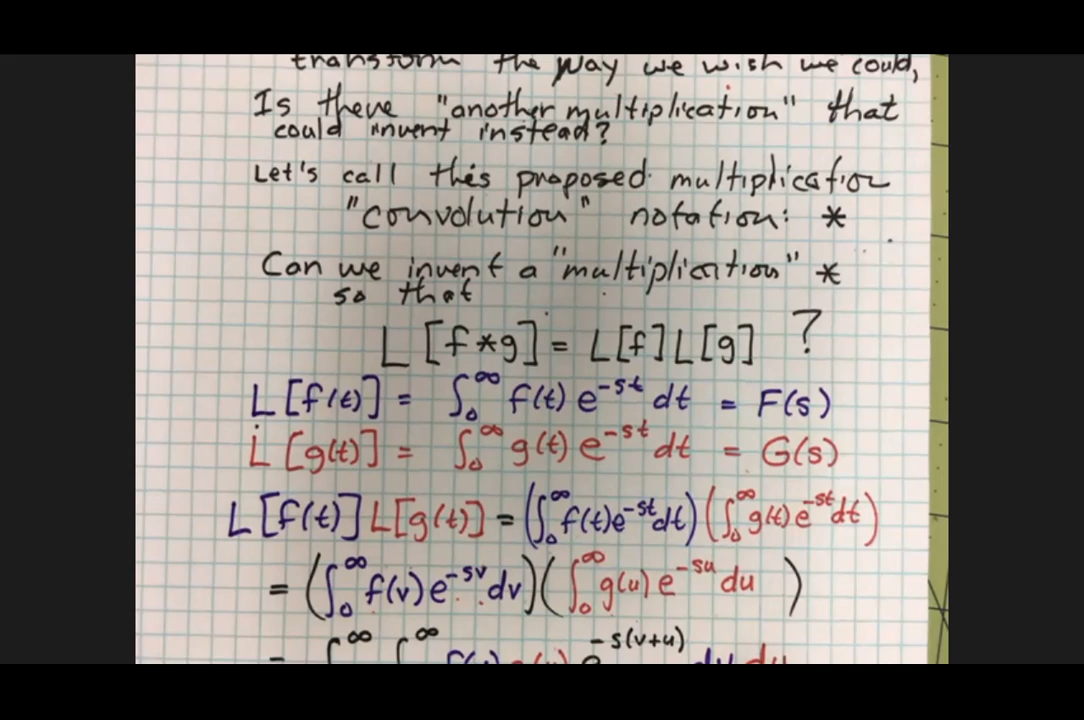 transform the way we wish we could,
Is there "another multiplication" that
could invent instead?
Let's call this proposed multiplication
"convolution" notation: *
Can we invent a "multiplication" *
so that
L[f*g] = L[f]L[g] ?
L[f(t)] = ∫₀^∞ f(t) e^{-st} dt = F(s)
L[g(t)] = ∫₀^∞ g(t) e^{-st} dt = G(s)
L[f(t)]L[g(t)] = (∫₀^∞ f(t)e^{-st}dt)(∫₀^∞ g(t)e^{-st}dt)
= (∫₀^∞ f(v)e^{-sv}dv)(∫₀^∞ g(u)e^{-su}du)
= ∫^∞ ∫^∞ f(v) g(u) e^{-s(v+u)} dv du